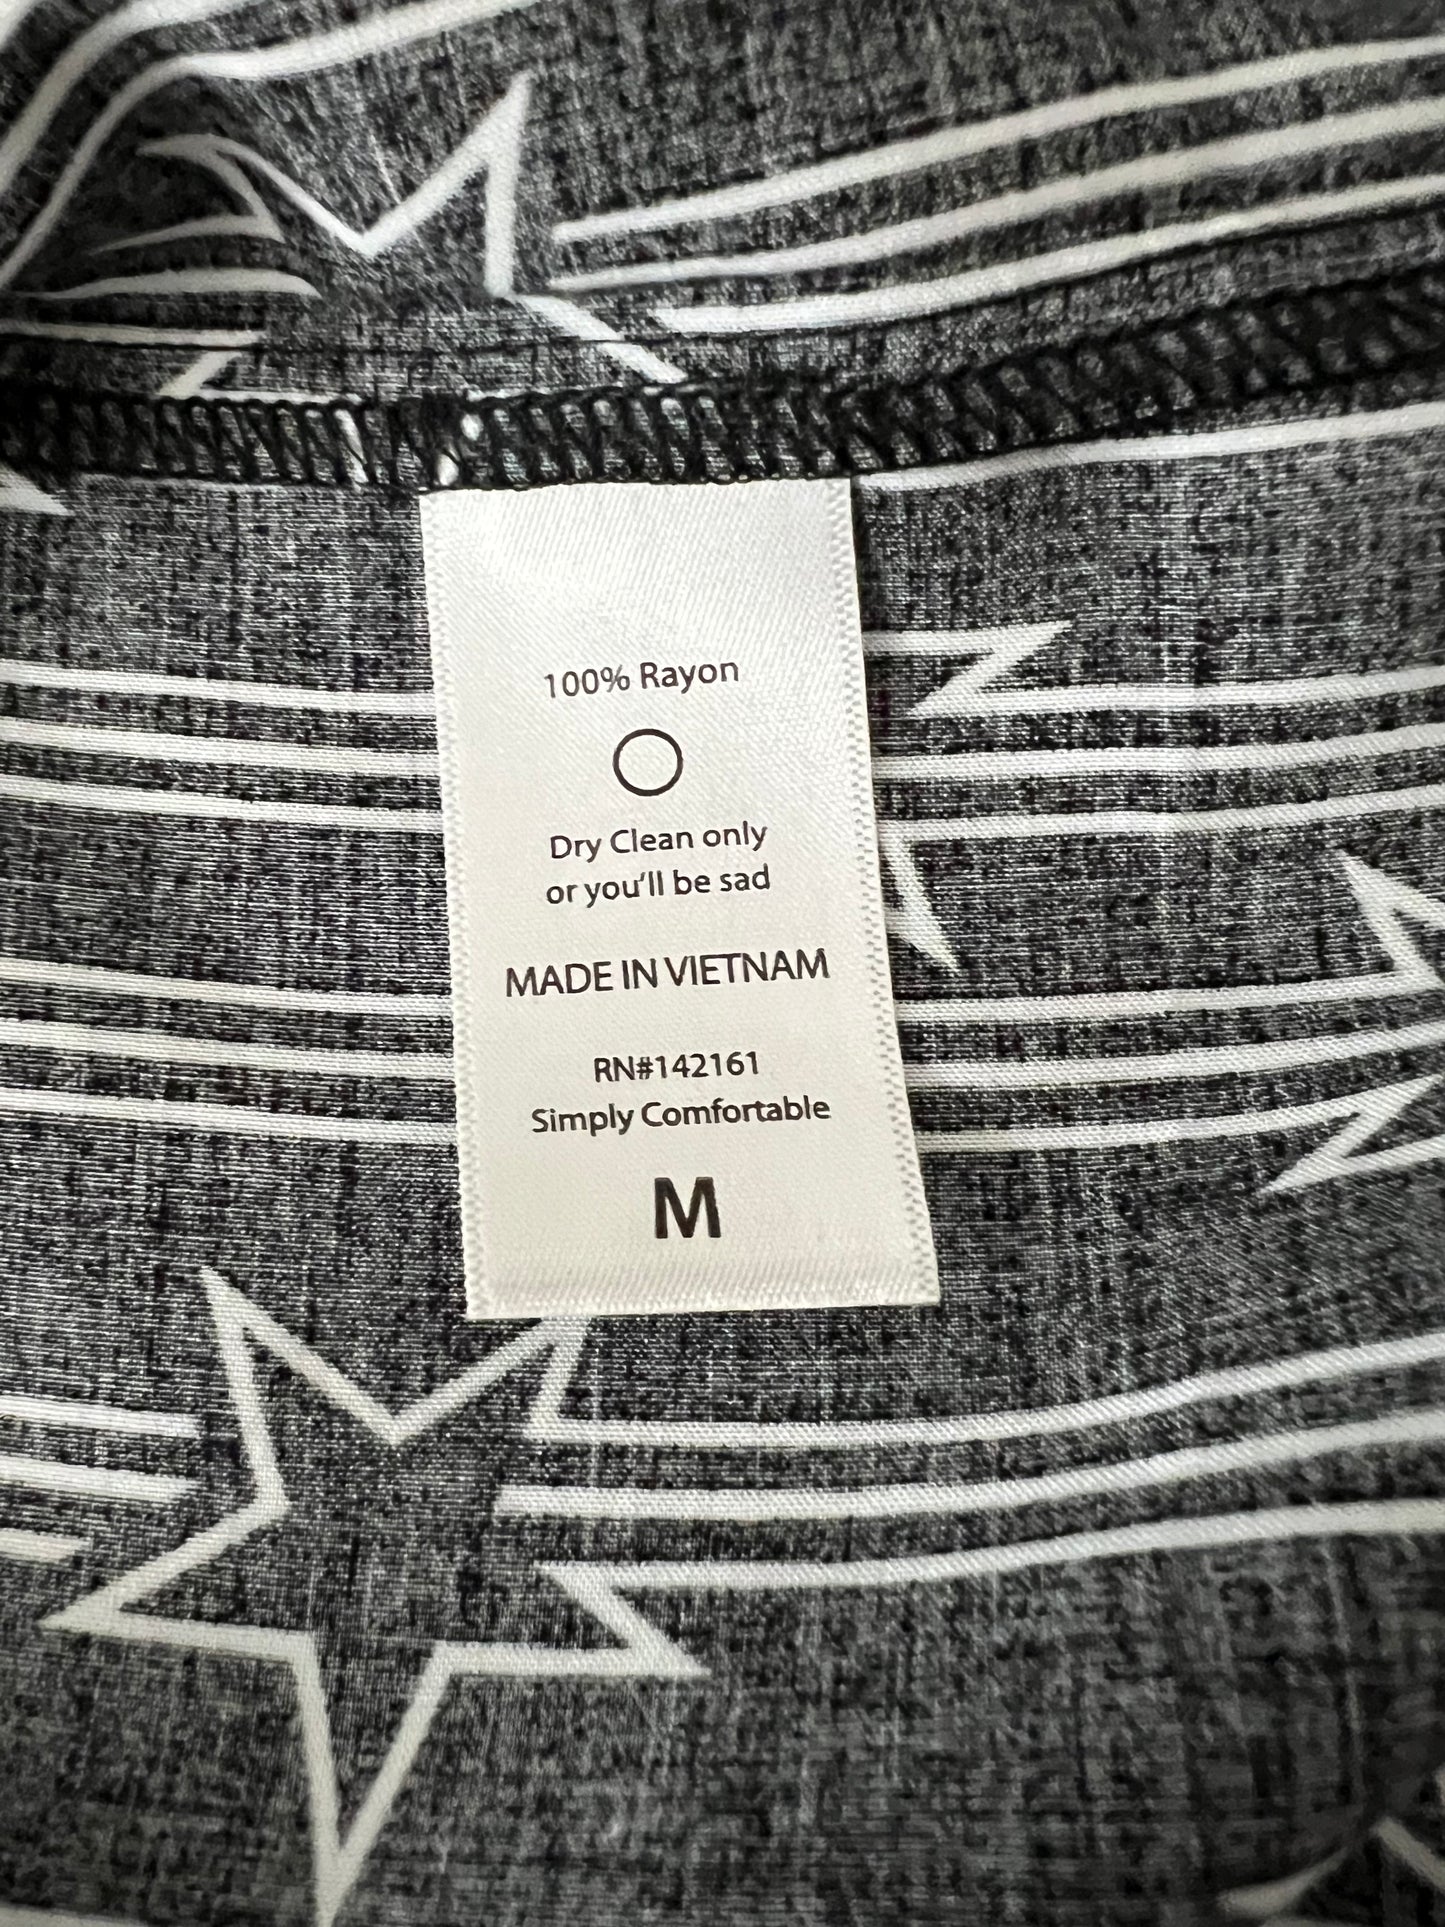 100% Rayon
Dry Clean only
or you'll be sad
MADE IN VIETNAM
RN#142161
Simply Comfortable
M